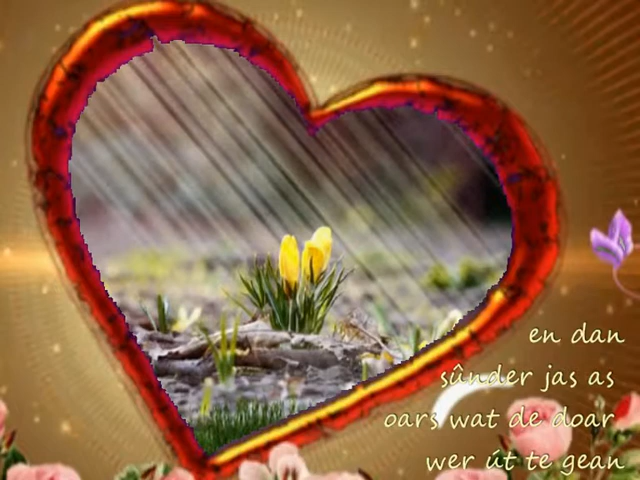 en dan
sûnder jas as
oars wat de doar
wer út te gean